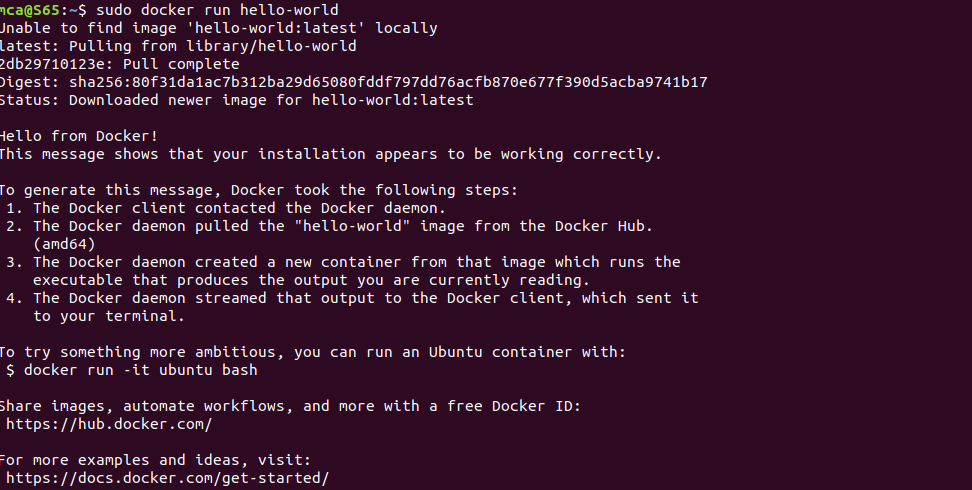 mca@S65:~$ sudo docker run hello-world
Unable to find image 'hello-world:latest' locally
latest: Pulling from library/hello-world
2db29710123e: Pull complete
Digest: sha256:80f31da1ac7b312ba29d65080fddf797dd76acfb870e677f390d5acba9741b17
Status: Downloaded newer image for hello-world:latest

Hello from Docker!
This message shows that your installation appears to be working correctly.

To generate this message, Docker took the following steps:
 1. The Docker client contacted the Docker daemon.
 2. The Docker daemon pulled the "hello-world" image from the Docker Hub.
    (amd64)
 3. The Docker daemon created a new container from that image which runs the
    executable that produces the output you are currently reading.
 4. The Docker daemon streamed that output to the Docker client, which sent it
    to your terminal.

To try something more ambitious, you can run an Ubuntu container with:
 $ docker run -it ubuntu bash

Share images, automate workflows, and more with a free Docker ID:
 https://hub.docker.com/

For more examples and ideas, visit:
 https://docs.docker.com/get-started/